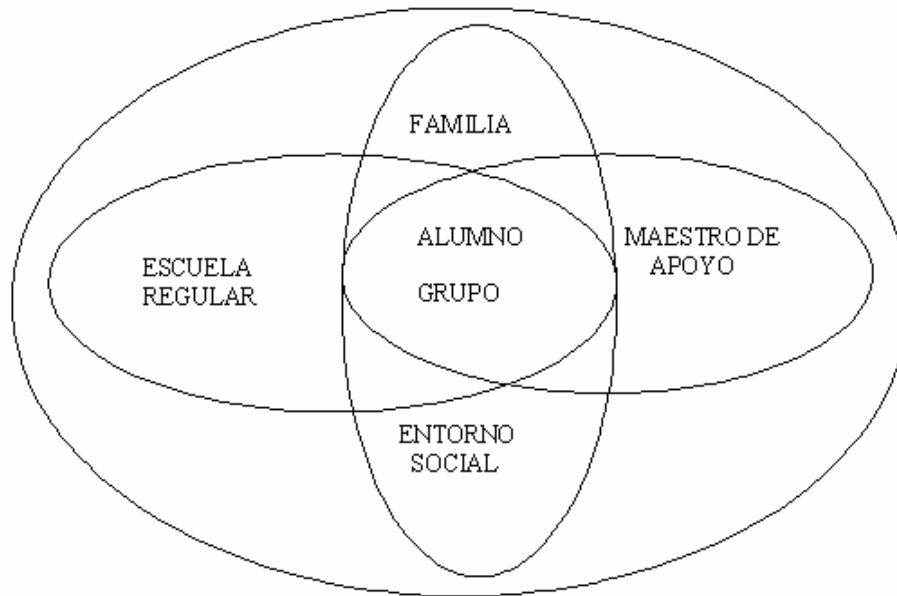 FAMILIA
ALUMNO
GRUPO
ESCUELA
REGULAR
MAESTRO DE
APOYO
ENTORNO
SOCIAL